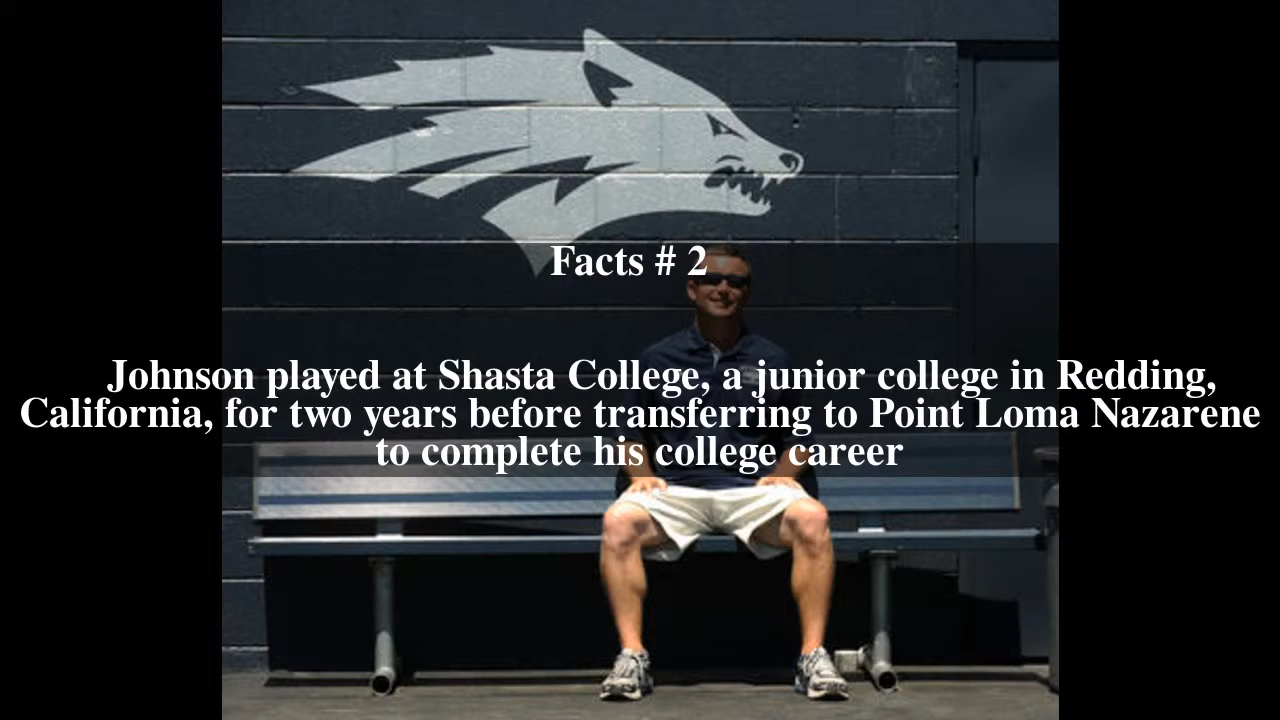 Facts # 2
Johnson played at Shasta College, a junior college in Redding,
California, for two years before transferring to Point Loma Nazarene
to complete his college career